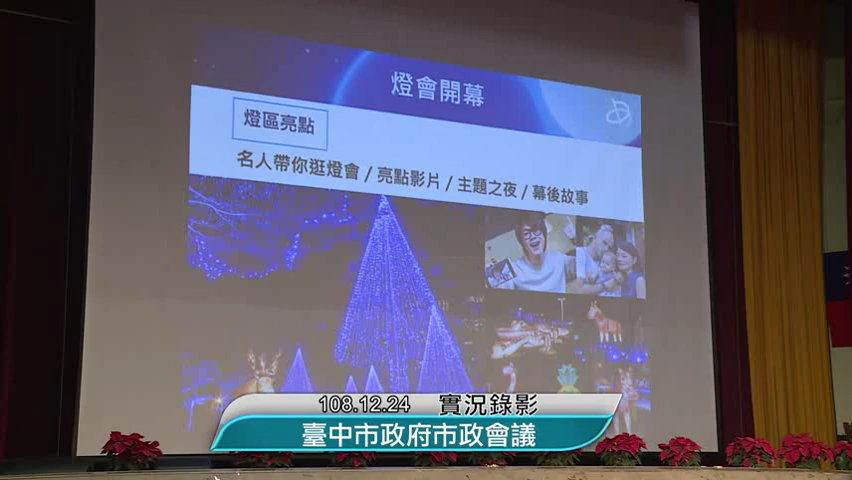 燈會開幕
燈區亮點
名人帶你逛燈會 / 亮點影片 / 主題之夜 / 幕後故事
108.12.24 實況錄影
臺中市政府市政會議